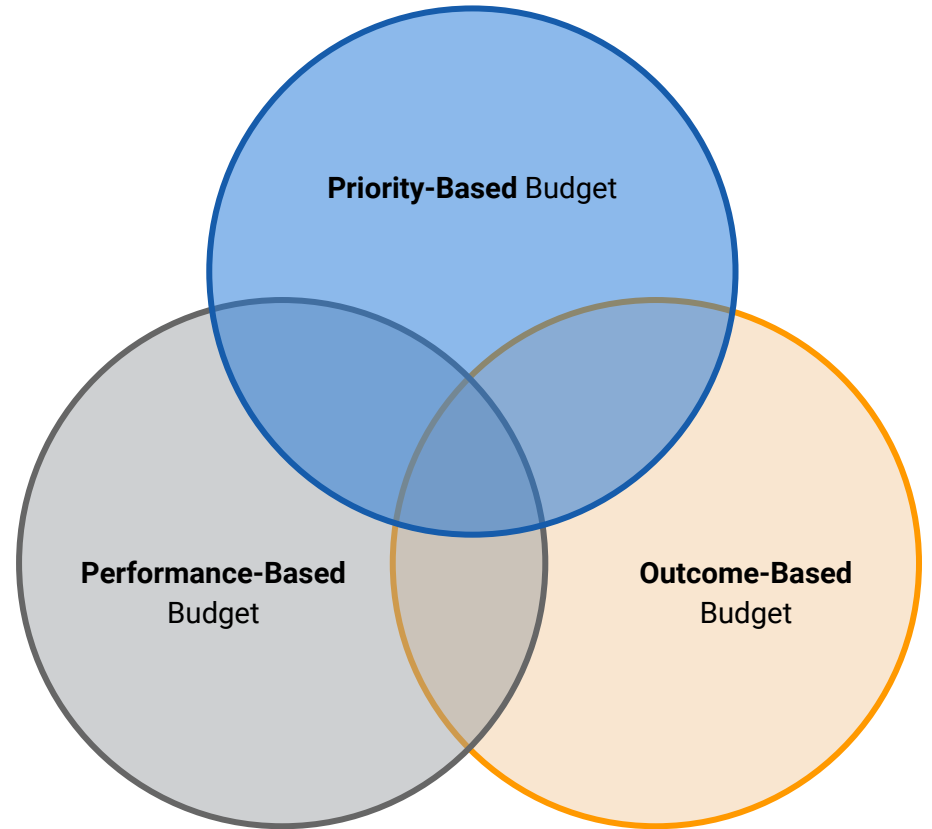 Priority-Based Budget
Performance-Based
Budget
Outcome-Based
Budget